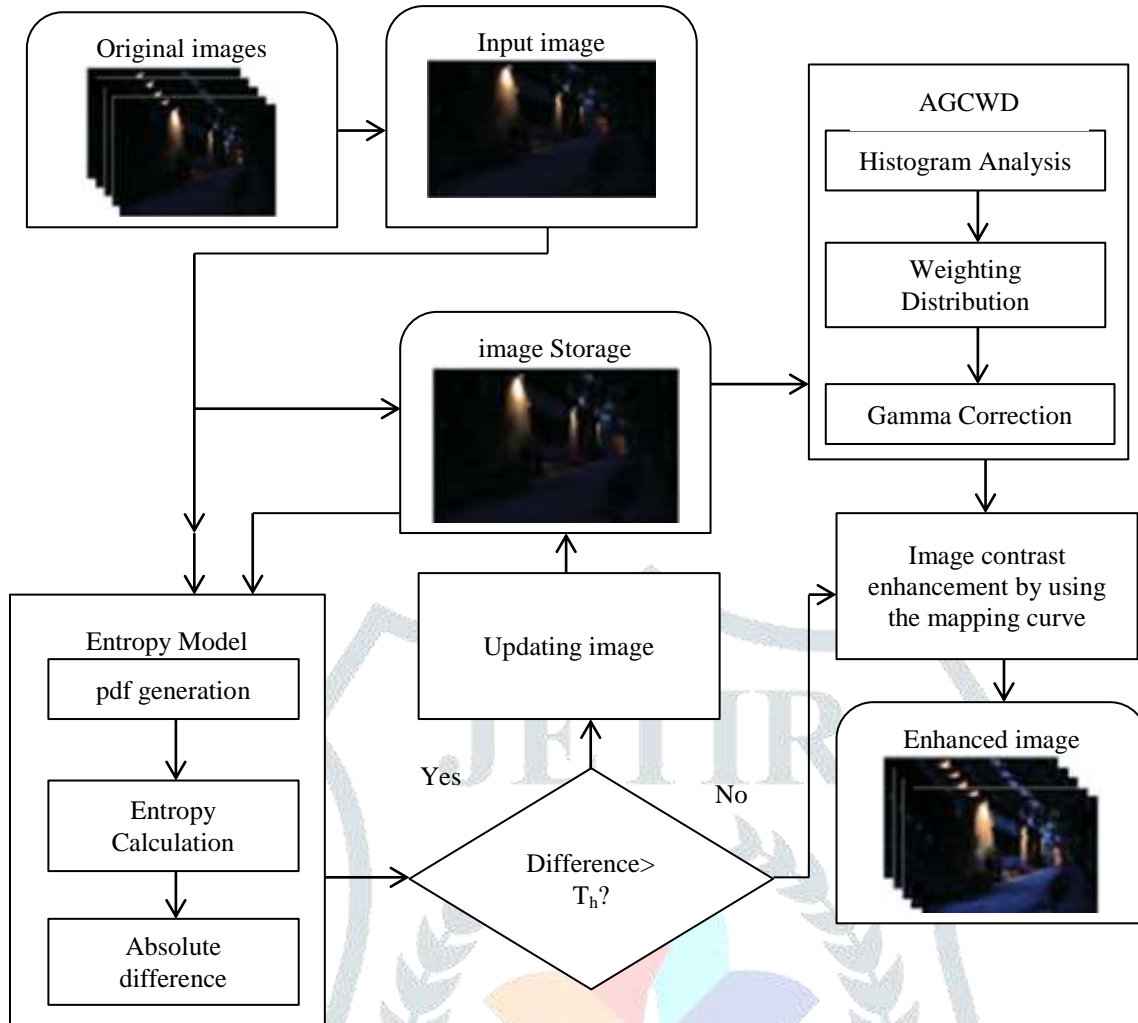 Original images
Input image
AGCWD
Histogram Analysis
Weighting
Distribution
Gamma Correction
image Storage
Image contrast
enhancement by using
the mapping curve
Updating image
Entropy Model
pdf generation
Entropy
Calculation
Absolute
difference
Yes
No
Difference>
Th?
Enhanced image
JETIR